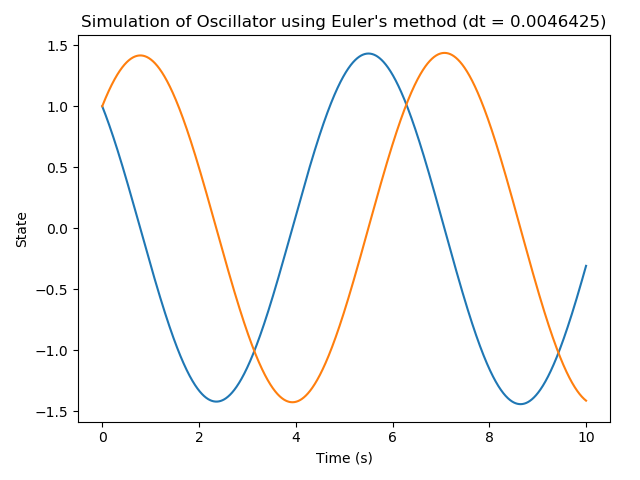 Simulation of Oscillator using Euler's method (dt = 0.0046425)
1.5
1.0
0.5
0.0
−0.5
−1.0
−1.5
State
0 2 4 6 8 10
Time (s)